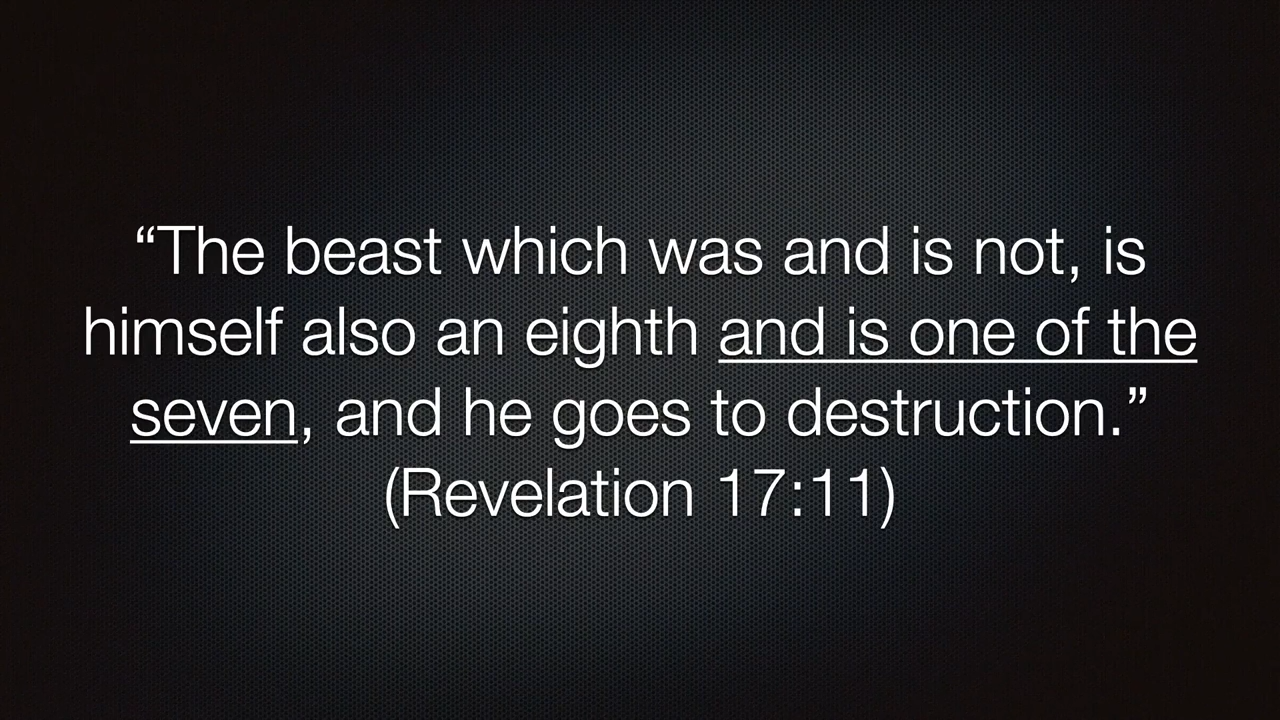 “The beast which was and is not, is
himself also an eighth and is one of the
seven, and he goes to destruction.”
(Revelation 17:11)